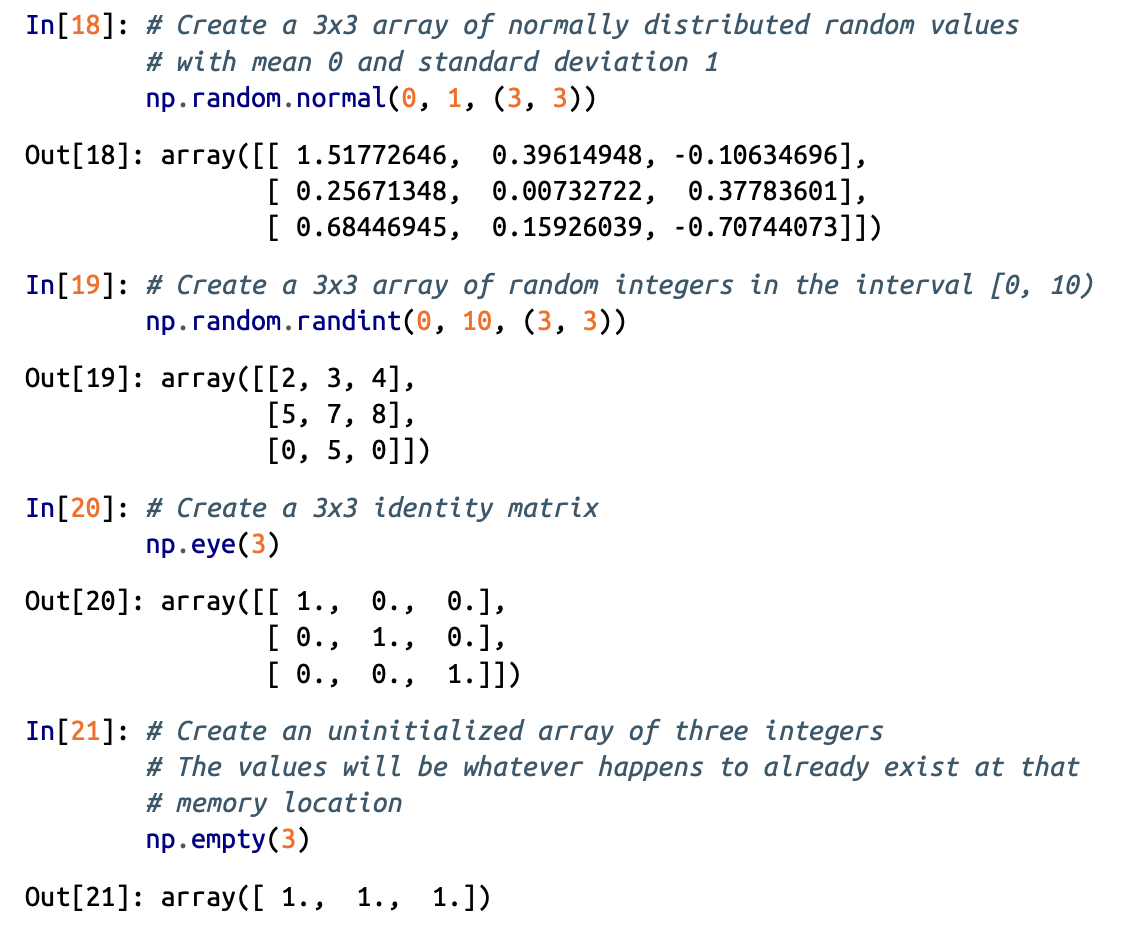 In[18]: # Create a 3x3 array of normally distributed random values
        # with mean 0 and standard deviation 1
        np.random.normal(0, 1, (3, 3))
Out[18]: array([[ 1.51772646,  0.39614948, -0.10634696],
                [ 0.25671348,  0.00732722,  0.37783601],
                [ 0.68446945,  0.15926039, -0.70744073]])
In[19]: # Create a 3x3 array of random integers in the interval [0, 10)
        np.random.randint(0, 10, (3, 3))
Out[19]: array([[2, 3, 4],
                [5, 7, 8],
                [0, 5, 0]])
In[20]: # Create a 3x3 identity matrix
        np.eye(3)
Out[20]: array([[ 1.,  0.,  0.],
                [ 0.,  1.,  0.],
                [ 0.,  0.,  1.]])
In[21]: # Create an uninitialized array of three integers
        # The values will be whatever happens to already exist at that
        # memory location
        np.empty(3)
Out[21]: array([ 1.,  1.,  1.])